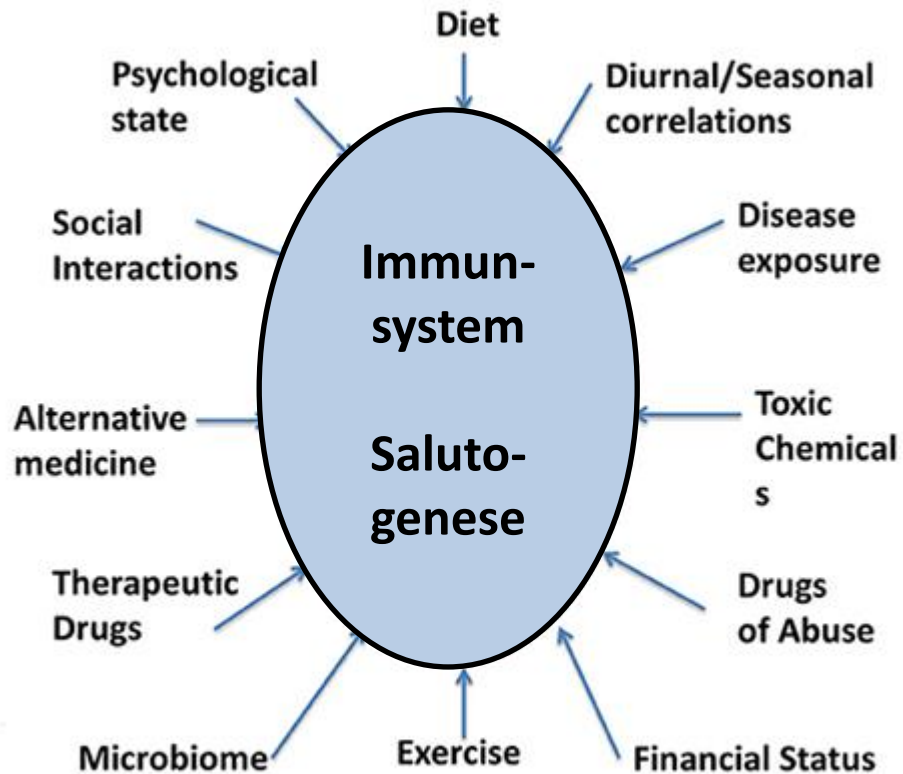 Diet
Psychological
state
Diurnal/Seasonal
correlations
Social
Interactions
Disease
exposure
Immun-
system
Saluto-
genese
Alternative
medicine
Toxic
Chemical
s
Therapeutic
Drugs
Drugs
of Abuse
Microbiome
Exercise
Financial Status